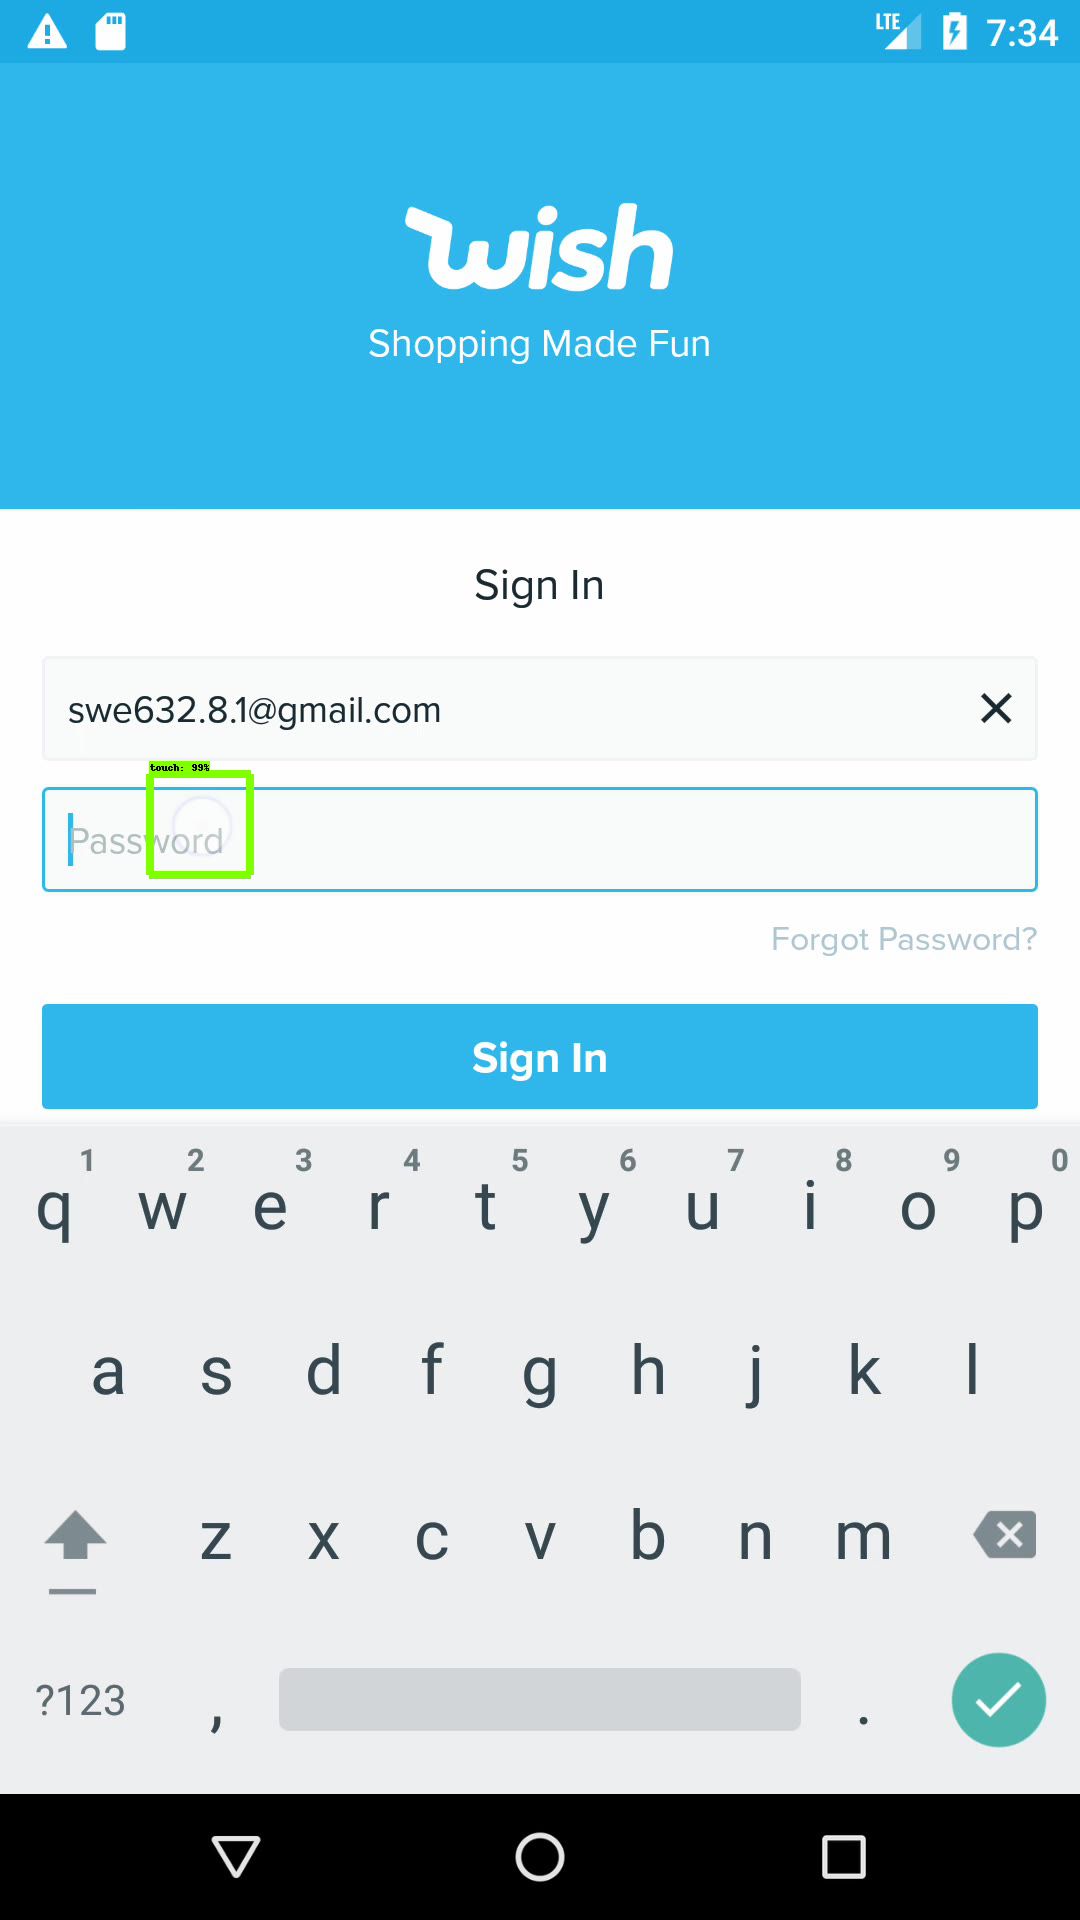 LTE 7:34
wish
Shopping Made Fun
Sign In
swe632.8.1@gmail.com
touch: 99%
Password
Forgot Password?
Sign In
1 2 3 4 5 6 7 8 9 0
q w e r t y u i o p
a s d f g h j k l
z x c v b n m
?123 , .